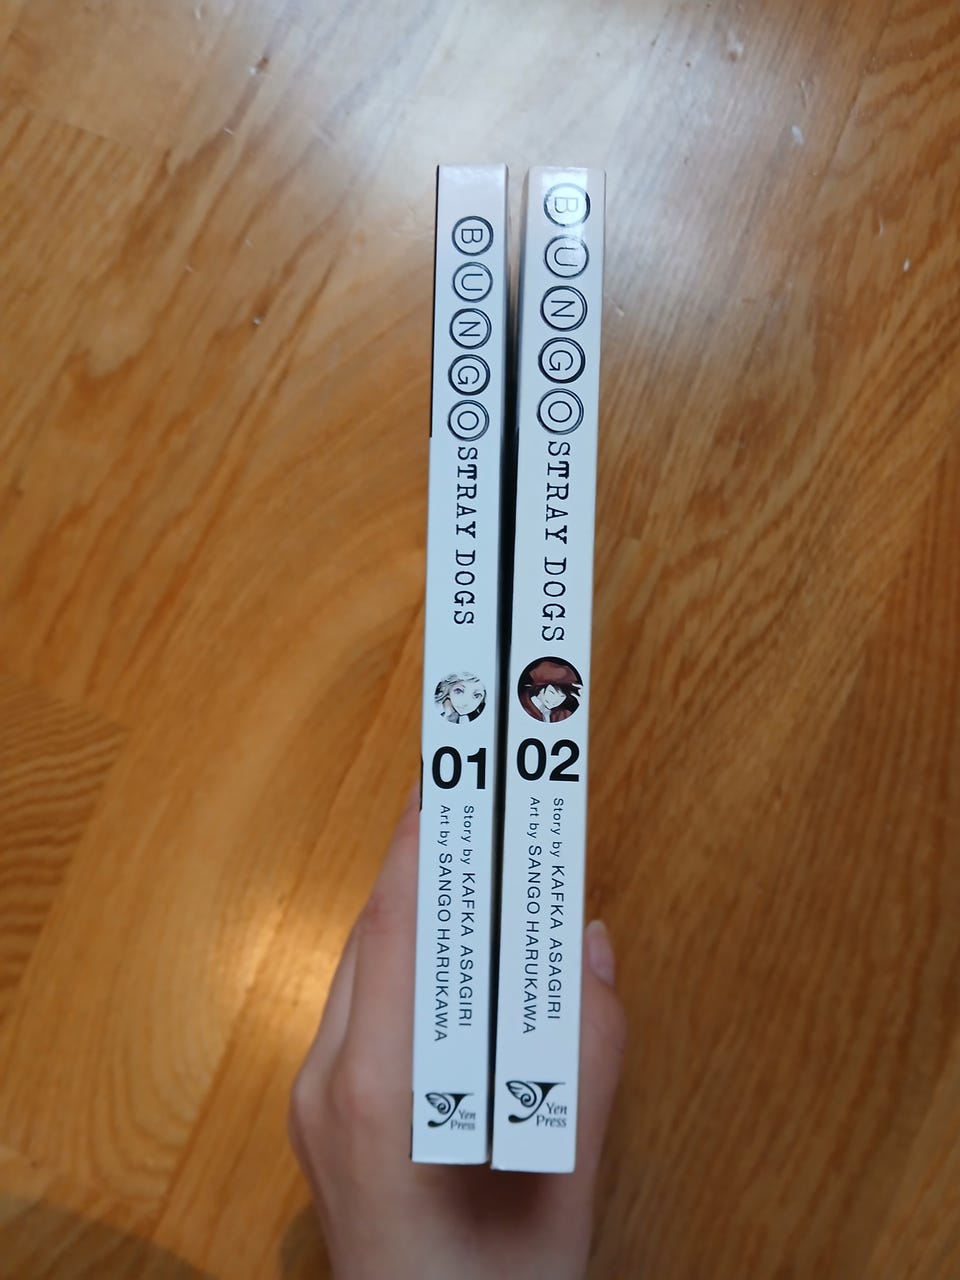 BUNGO STRAY DOGS
01
Story by KAFKA ASAGIRI
Art by SANGO HARUKAWA
Yen
Press
BUNGO STRAY DOGS
02
Story by KAFKA ASAGIRI
Art by SANGO HARUKAWA
Yen
Press